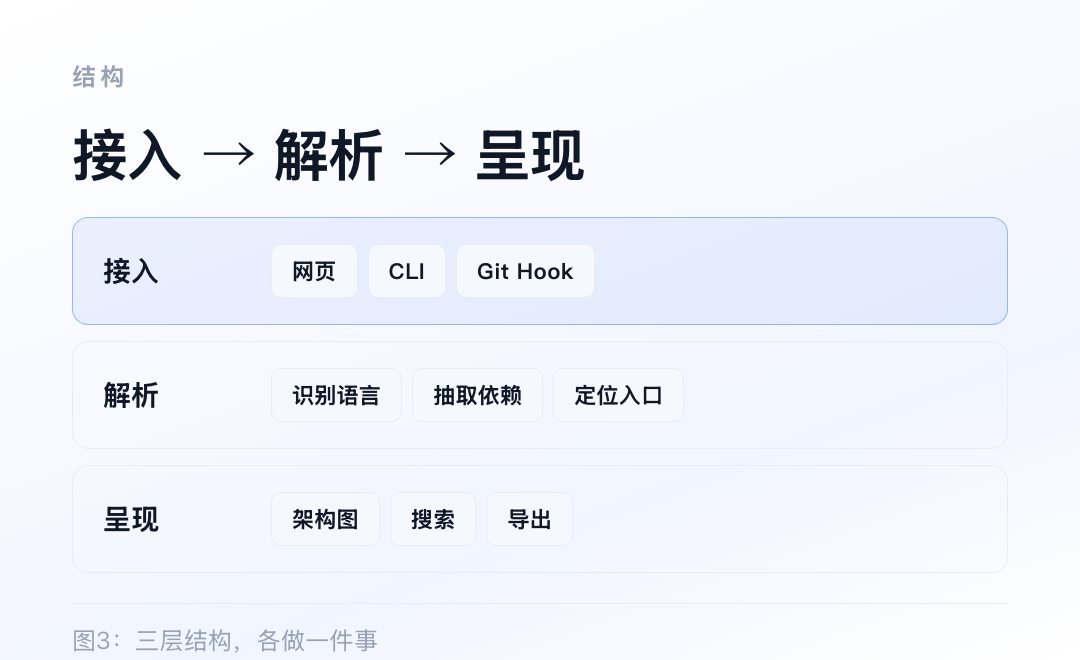 结构
接入 → 解析 → 呈现
接入 网页 CLI Git Hook
解析 识别语言 抽取依赖 定位入口
呈现 架构图 搜索 导出
图3：三层结构，各做一件事